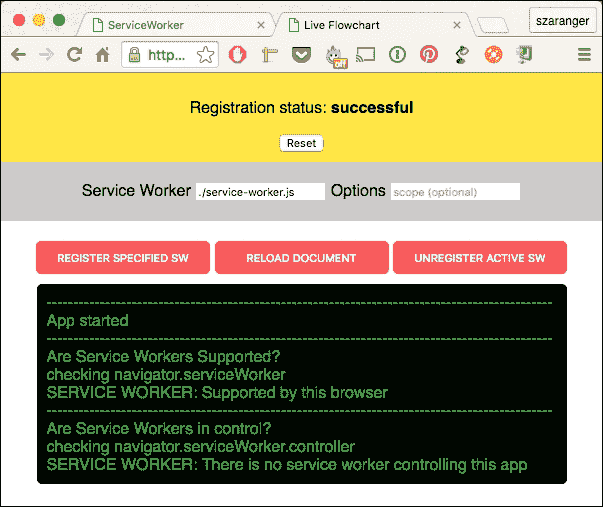 ServiceWorker
Live Flowchart
szaranger
http...
Registration status: successful
Reset
Service Worker ./service-worker.js Options scope (optional)
REGISTER SPECIFIED SW RELOAD DOCUMENT UNREGISTER ACTIVE SW
App started
Are Service Workers Supported?
checking navigator.serviceWorker
SERVICE WORKER: Supported by this browser
Are Service Workers in control?
checking navigator.serviceWorker.controller
SERVICE WORKER: There is no service worker controlling this app